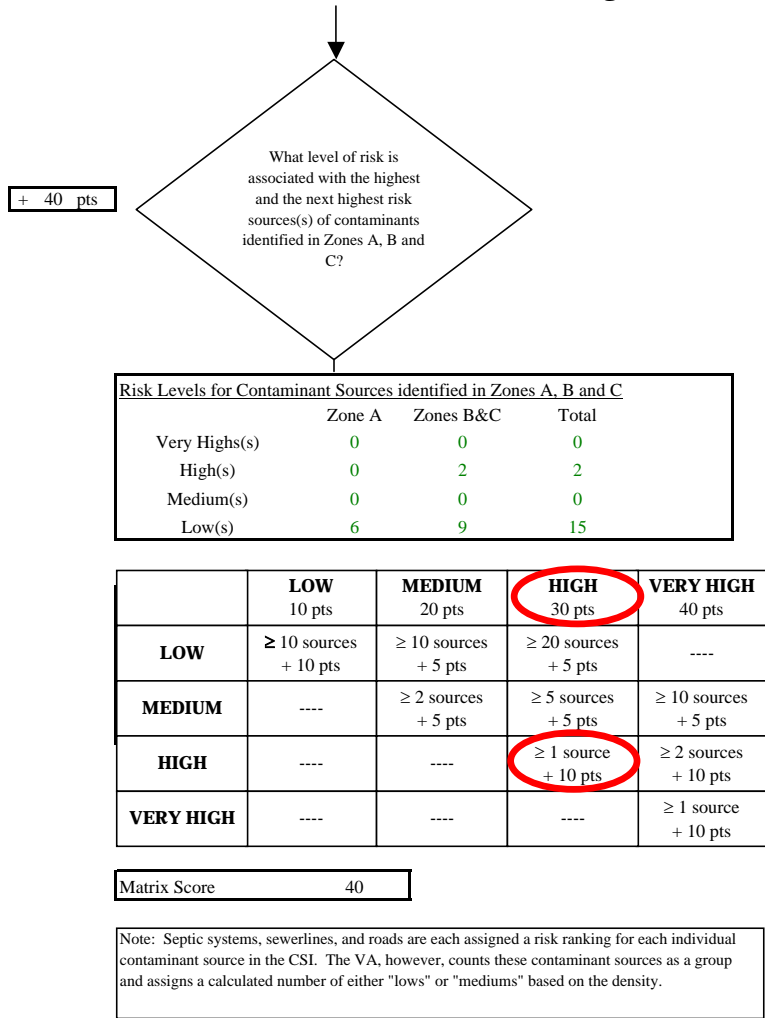 What level of risk is
associated with the highest
and the next highest risk
sources(s) of contaminants
identified in Zones A, B and
C?
+ 40 pts
Risk Levels for Contaminant Sources identified in Zones A, B and C
Zone A Zones B&C Total
Very Highs(s) 0 0 0
High(s) 0 2 2
Medium(s) 0 0 0
Low(s) 6 9 15
LOW MEDIUM HIGH VERY HIGH
10 pts 20 pts 30 pts 40 pts
LOW ≥ 10 sources ≥ 10 sources ≥ 20 sources ----
+ 10 pts + 5 pts + 5 pts
MEDIUM ---- ≥ 2 sources ≥ 5 sources ≥ 10 sources
+ 5 pts + 5 pts + 5 pts
HIGH ---- ---- ≥ 1 source ≥ 2 sources
+ 10 pts + 10 pts
VERY HIGH ---- ---- ---- ≥ 1 source
+ 10 pts
Matrix Score 40
Note: Septic systems, sewerlines, and roads are each assigned a risk ranking for each individual
contaminant source in the CSI. The VA, however, counts these contaminant sources as a group
and assigns a calculated number of either "lows" or "mediums" based on the density.